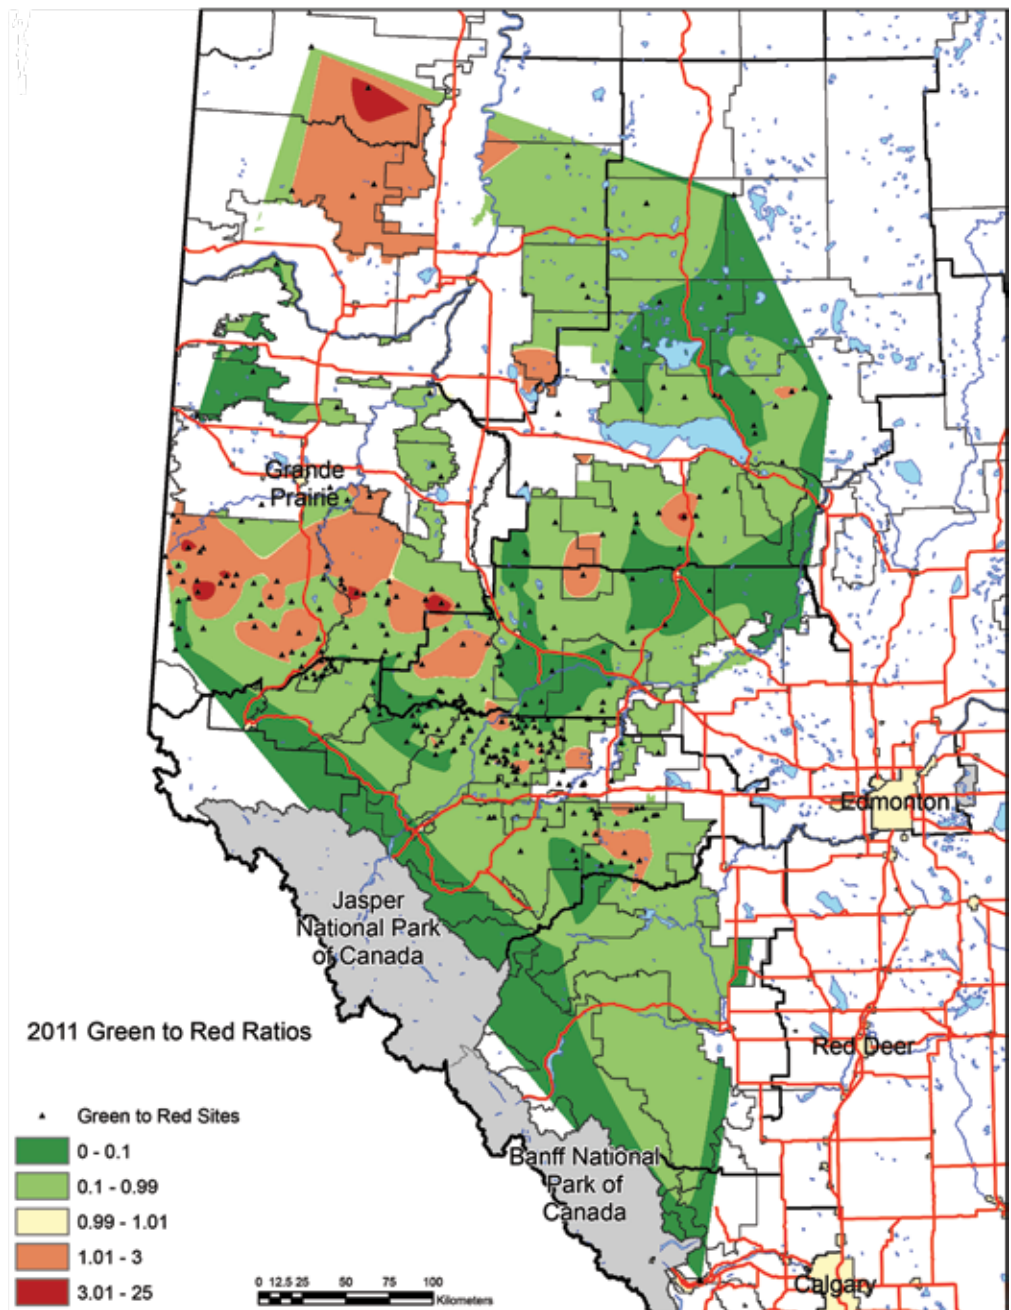 Grande
Prairie
Edmonton
Jasper
National Park
of Canada
2011 Green to Red Ratios
Red Deer
Green to Red Sites
0 - 0.1
0.1 - 0.99
0.99 - 1.01
1.01 - 3
3.01 - 25
Banff National
Park of
Canada
Calgary
0 12.5 25 50 75 100
Kilometers